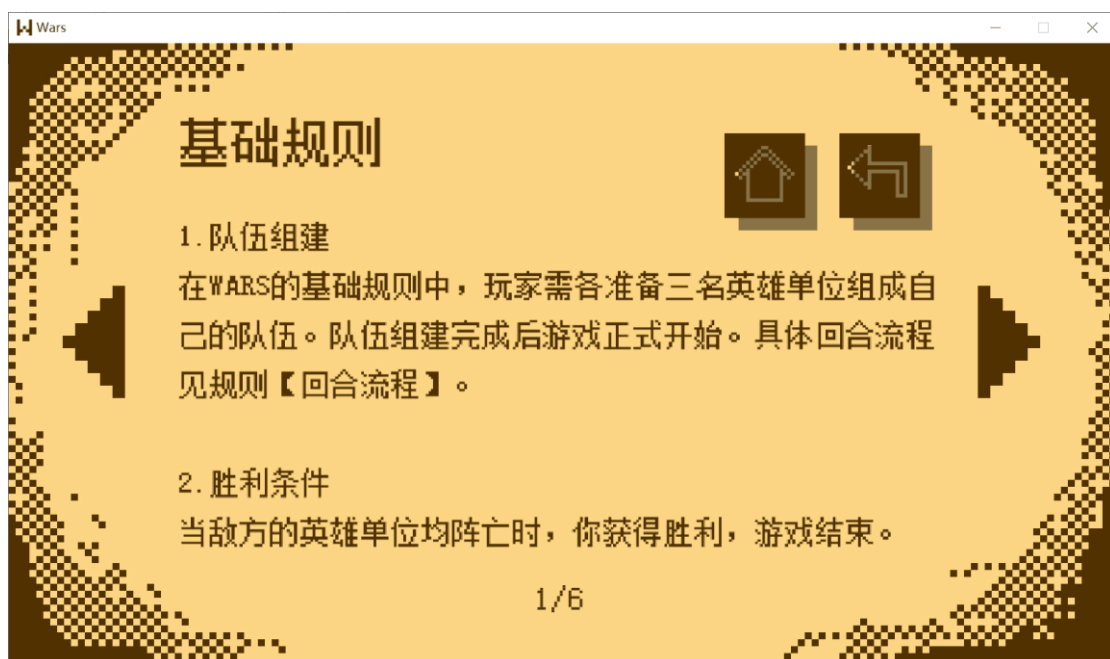 Wars
基础规则
1.队伍组建
在WARS的基础规则中，玩家需各准备三名英雄单位组成自
己的队伍。队伍组建完成后游戏正式开始。具体回合流程
见规则【回合流程】。
2.胜利条件
当敌方的英雄单位均阵亡时，你获得胜利，游戏结束。
1/6